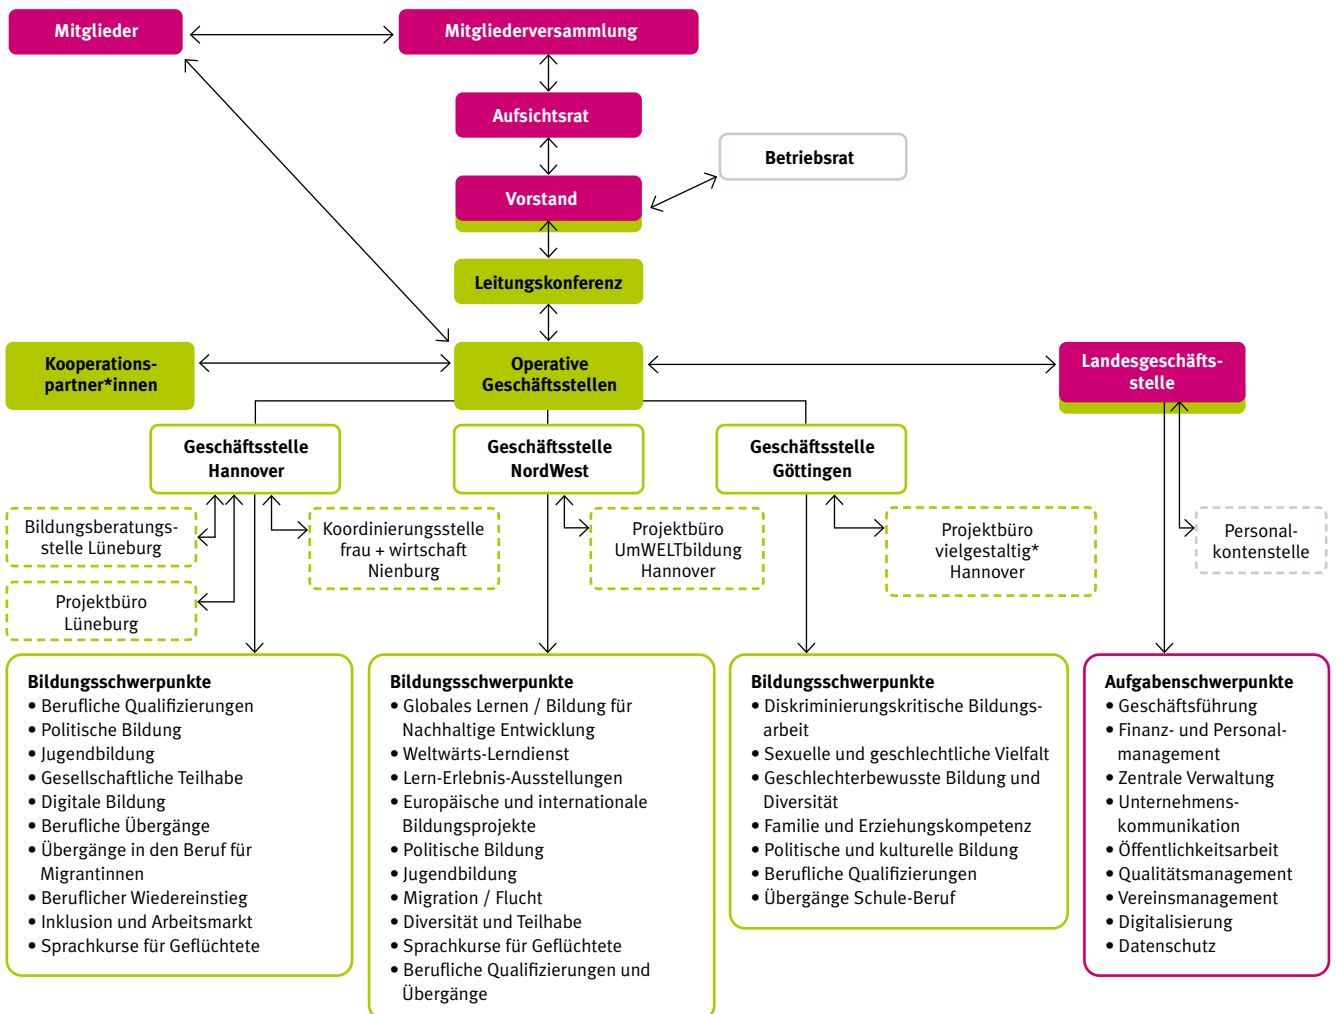 Mitglieder
Mitgliederversammlung
Aufsichtsrat
Betriebsrat
Vorstand
Leitungskonferenz
Kooperations-
partner*innen
Operative
Geschäftsstellen
Landesgeschäfts-
stelle
Geschäftsstelle
Hannover
Geschäftsstelle
NordWest
Geschäftsstelle
Göttingen
Bildungsberatungs-
stelle Lüneburg
Koordinierungsstelle
frau + wirtschaft
Nienburg
Projektbüro
UmWELTbildung
Hannover
Projektbüro
vielgestaltig*
Hannover
Personal-
kontenstelle
Projektbüro
Lüneburg
Bildungsschwerpunkte
• Berufliche Qualifizierungen
• Politische Bildung
• Jugendbildung
• Gesellschaftliche Teilhabe
• Digitale Bildung
• Berufliche Übergänge
• Übergänge in den Beruf für
Migrantinnen
• Beruflicher Wiedereinstieg
• Inklusion und Arbeitsmarkt
• Sprachkurse für Geflüchtete
Bildungsschwerpunkte
• Globales Lernen / Bildung für
Nachhaltige Entwicklung
• Weltwärts-Lerndienst
• Lern-Erlebnis-Ausstellungen
• Europäische und internationale
Bildungsprojekte
• Politische Bildung
• Jugendbildung
• Migration / Flucht
• Diversität und Teilhabe
• Sprachkurse für Geflüchtete
• Berufliche Qualifizierungen und
Übergänge
Bildungsschwerpunkte
• Diskriminierungskritische Bildungs-
arbeit
• Sexuelle und geschlechtliche Vielfalt
• Geschlechterbewusste Bildung und
Diversität
• Familie und Erziehungskompetenz
• Politische und kulturelle Bildung
• Berufliche Qualifizierungen
• Übergänge Schule-Beruf
Aufgabenschwerpunkte
• Geschäftsführung
• Finanz- und Personal-
management
• Zentrale Verwaltung
• Unternehmens-
kommunikation
• Öffentlichkeitsarbeit
• Qualitätsmanagement
• Vereinsmanagement
• Digitalisierung
• Datenschutz